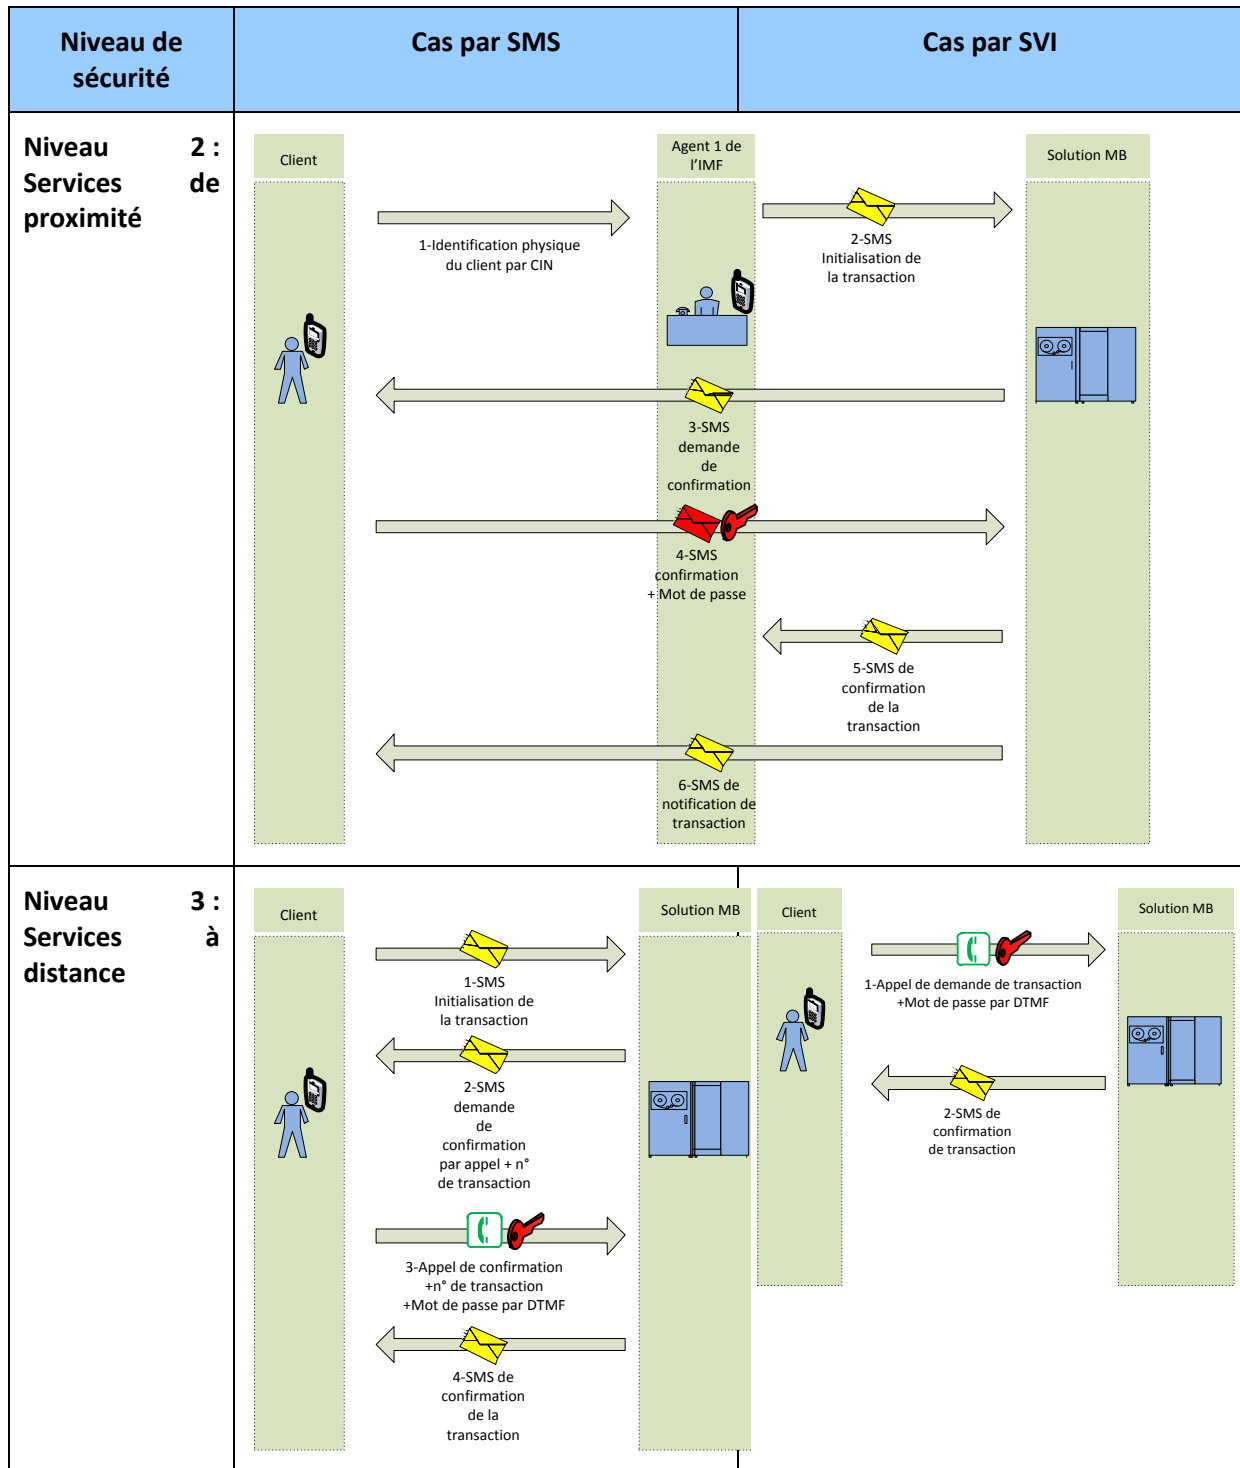 Niveau de
sécurité
Cas par SMS
Cas par SVI
Niveau 2 :
Services de
proximité
Client
Agent 1 de
l'IMF
Solution MB
1-Identification physique
du client par CIN
2-SMS
Initialisation de
la transaction
3-SMS
demande
de
confirmation
4-SMS
confirmation
+ Mot de passe
5-SMS de
confirmation
de la
transaction
6-SMS de
notification de
transaction
Niveau 3 :
Services à
distance
Client
Solution MB
1-SMS
Initialisation de
la transaction
2-SMS
demande
de
confirmation
par appel + n°
de transaction
3-Appel de confirmation
+n° de transaction
+Mot de passe par DTMF
4-SMS de
confirmation
de la
transaction
Client
Solution MB
1-Appel de demande de transaction
+Mot de passe par DTMF
2-SMS de
confirmation
de transaction